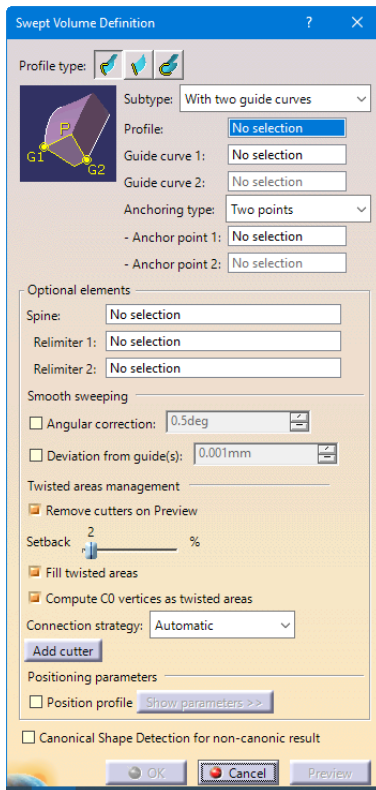 Swept Volume Definition ? ×
Profile type:
Subtype: With two guide curves
P
G1
G2
Profile: No selection
Guide curve 1: No selection
Guide curve 2: No selection
Anchoring type: Two points
- Anchor point 1: No selection
- Anchor point 2: No selection
Optional elements
Spine: No selection
Relimiter 1: No selection
Relimiter 2: No selection
Smooth sweeping
Angular correction: 0.5deg
Deviation from guide(s): 0.001mm
Twisted areas management
Remove cutters on Preview
2
Setback %
Fill twisted areas
Compute C0 vertices as twisted areas
Connection strategy: Automatic
Add cutter
Positioning parameters
Position profile Show parameters >>
Canonical Shape Detection for non-canonic result
OK Cancel Preview